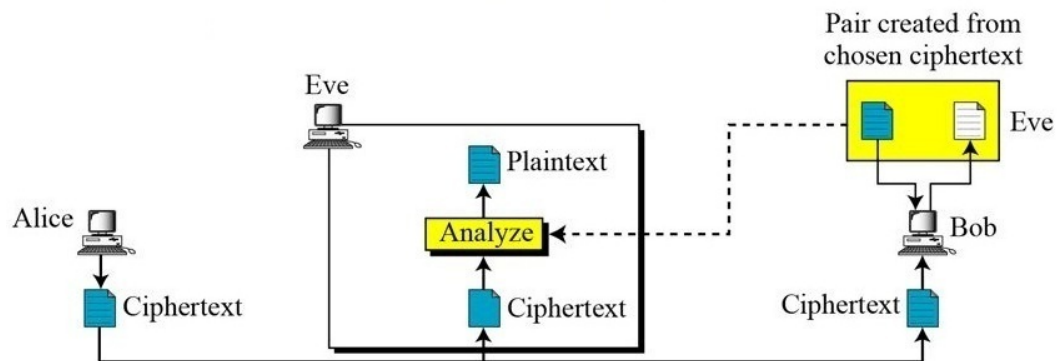 Pair created from
chosen ciphertext
Eve
Eve
Plaintext
Alice
Analyze
Bob
Ciphertext
Ciphertext
Ciphertext